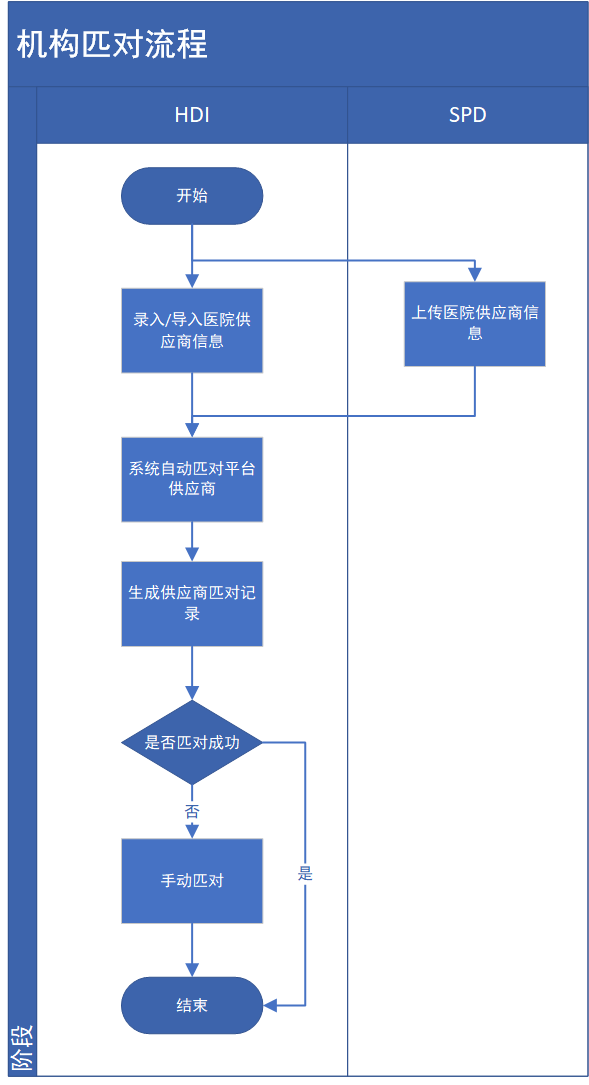 机构匹对流程
HDI
SPD
开始
录入/导入医院供
应商信息
上传医院供应商信
息
系统自动匹对平台
供应商
生成供应商匹对记
录
是否匹对成功
否
是
手动匹对
结束
阶段